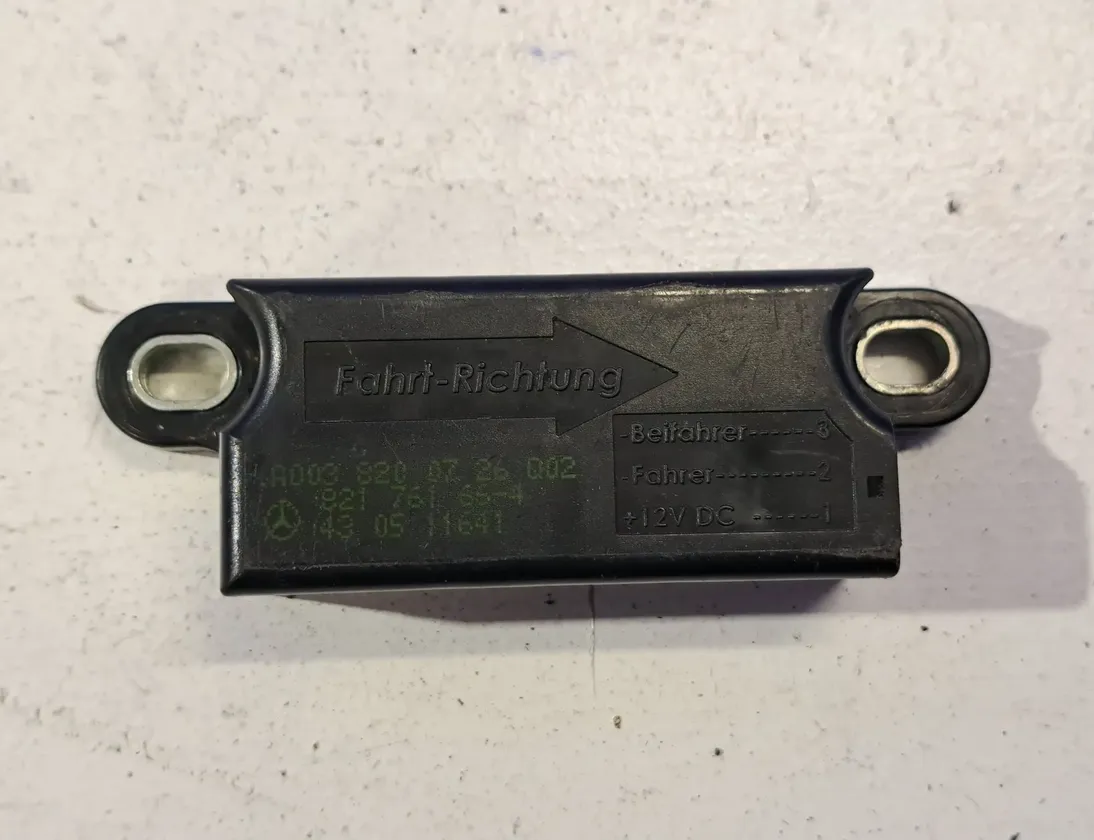 Fahrt-Richtung
-Beifahrer------3
-Fahrer---------2
+12V DC ------1
A003 820 07 26 Q02
821 761 S5-4
43 05 11641